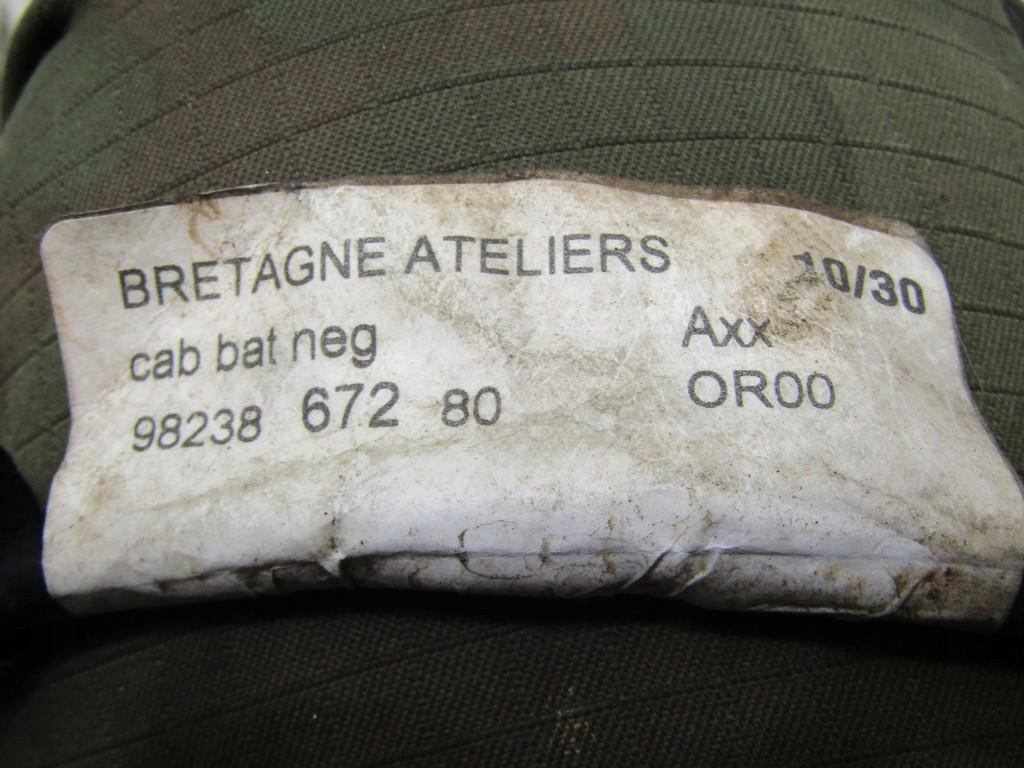 BRETAGNE ATELIERS 10/30
cab bat neg Axx
98238 672 80 OR00